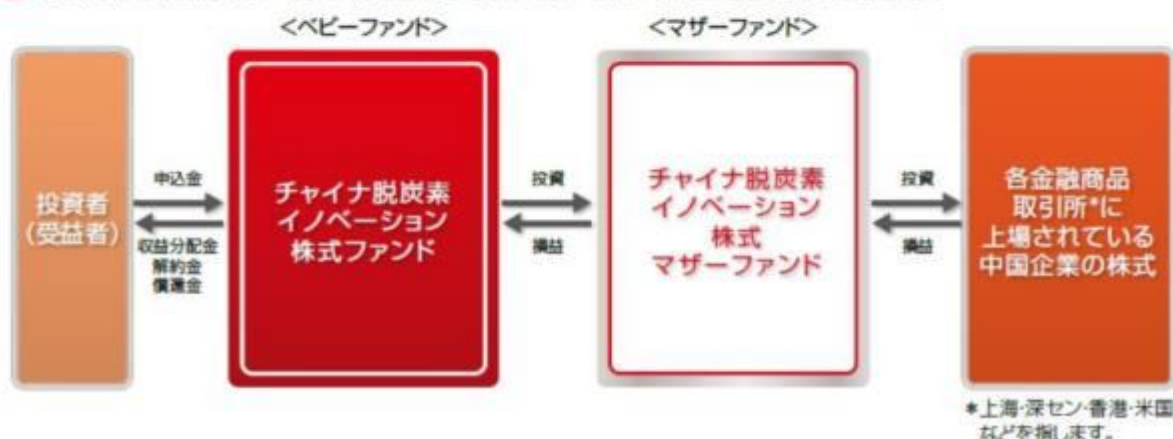 <ベビーファンド>
<マザーファンド>
投資者
(受益者)
申込金
収益分配金
解約金
償還金
チャイナ脱炭素
イノベーション
株式ファンド
投資
損益
チャイナ脱炭素
イノベーション
株式
マザーファンド
投資
損益
各金融商品
取引所*に
上場されている
中国企業の株式
*上海・深セン・香港・米国
などを指します。